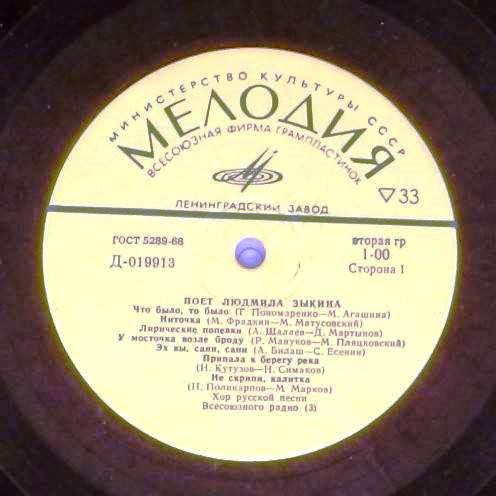 МИНИСТЕРСТВО КУЛЬТУРЫ СССР
МЕЛОДИЯ
ВСЕСОЮЗНАЯ ФИРМА ГРАМПЛАСТИНОК
33
ЛЕНИНГРАДСКИЙ ЗАВОД
ГОСТ 5289-68
вторая гр
Д-019913
1-00
Сторона 1
ПОЕТ ЛЮДМИЛА ЗЫКИНА
Что было, то было (Г. Пономаренко—М. Агашина)
Ниточка (М. Фрадкин—М. Матусовский)
Лирические попевки (А. Шалаев—Д. Мартынов)
У мосточка возле броду (Р. Мануков—М. Пляцковский)
Эх вы, сани, сани (А. Билаш—С. Есенин)
Припала к берегу река
(Н. Кутузов—Н. Симаков)
Не скрипи, калитка
(П. Поликарпов—М. Марков)
Хор русской песни
Всесоюзного радио (3)